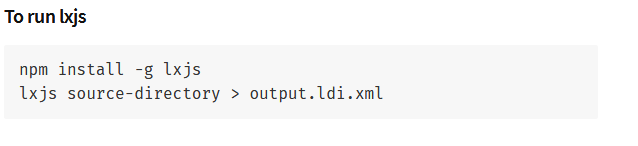 To run lxjs
npm install -g lxjs
lxjs source-directory > output.ldi.xml